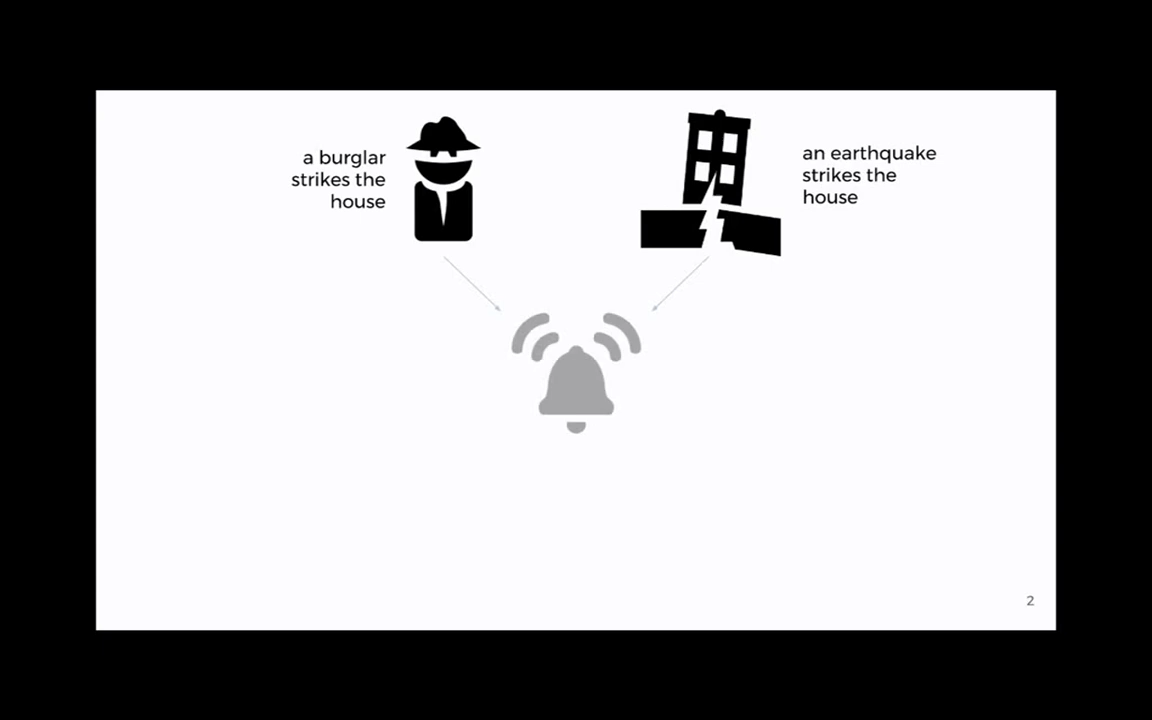 a burglar
strikes the
house
an earthquake
strikes the
house
2